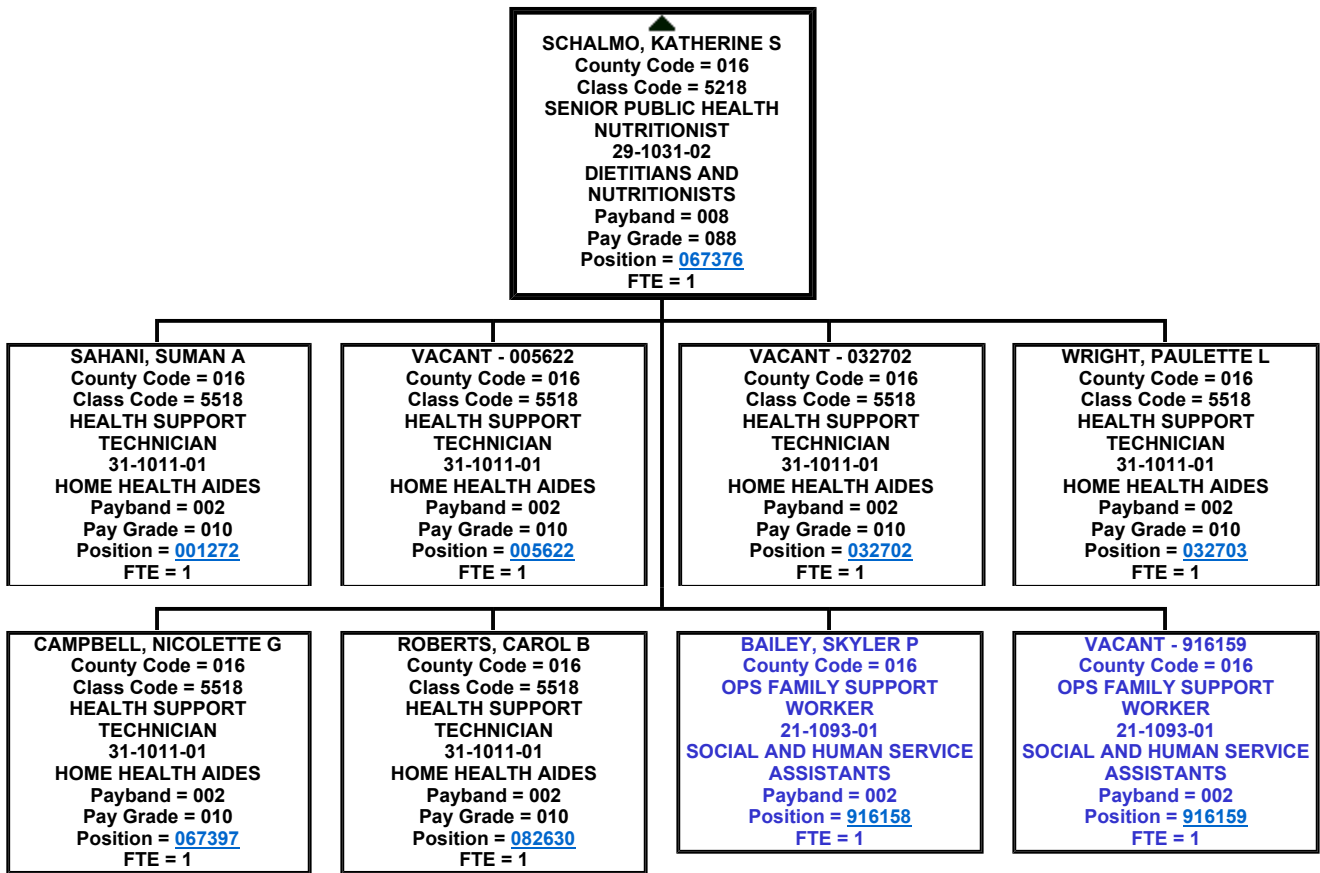 SCHALMO, KATHERINE S
County Code = 016
Class Code = 5218
SENIOR PUBLIC HEALTH
NUTRITIONIST
29-1031-02
DIETITIANS AND
NUTRITIONISTS
Payband = 008
Pay Grade = 088
Position = 067376
FTE = 1
SAHANI, SUMAN A
County Code = 016
Class Code = 5518
HEALTH SUPPORT
TECHNICIAN
31-1011-01
HOME HEALTH AIDES
Payband = 002
Pay Grade = 010
Position = 001272
FTE = 1
VACANT - 005622
County Code = 016
Class Code = 5518
HEALTH SUPPORT
TECHNICIAN
31-1011-01
HOME HEALTH AIDES
Payband = 002
Pay Grade = 010
Position = 005622
FTE = 1
VACANT - 032702
County Code = 016
Class Code = 5518
HEALTH SUPPORT
TECHNICIAN
31-1011-01
HOME HEALTH AIDES
Payband = 002
Pay Grade = 010
Position = 032702
FTE = 1
WRIGHT, PAULETTE L
County Code = 016
Class Code = 5518
HEALTH SUPPORT
TECHNICIAN
31-1011-01
HOME HEALTH AIDES
Payband = 002
Pay Grade = 010
Position = 032703
FTE = 1
CAMPBELL, NICOLETTE G
County Code = 016
Class Code = 5518
HEALTH SUPPORT
TECHNICIAN
31-1011-01
HOME HEALTH AIDES
Payband = 002
Pay Grade = 010
Position = 067397
FTE = 1
ROBERTS, CAROL B
County Code = 016
Class Code = 5518
HEALTH SUPPORT
TECHNICIAN
31-1011-01
HOME HEALTH AIDES
Payband = 002
Pay Grade = 010
Position = 082630
FTE = 1
BAILEY, SKYLER P
County Code = 016
OPS FAMILY SUPPORT
WORKER
21-1093-01
SOCIAL AND HUMAN SERVICE
ASSISTANTS
Payband = 002
Position = 916158
FTE = 1
VACANT - 916159
County Code = 016
OPS FAMILY SUPPORT
WORKER
21-1093-01
SOCIAL AND HUMAN SERVICE
ASSISTANTS
Payband = 002
Position = 916159
FTE = 1